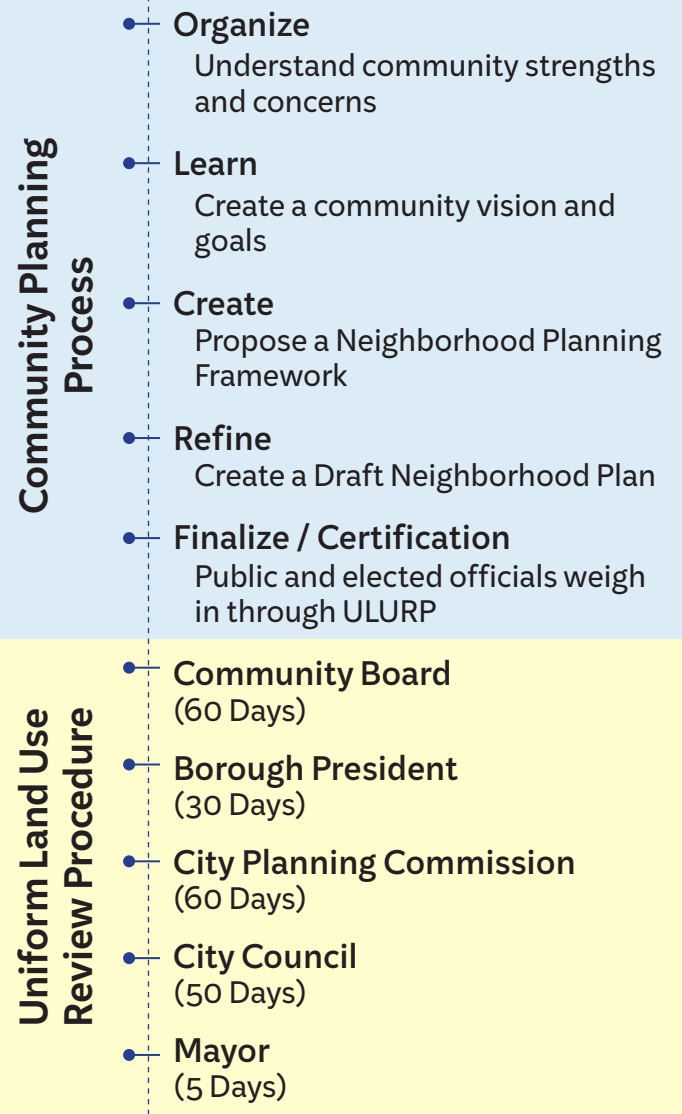 Community Planning
Process
Organize
Understand community strengths
and concerns
Learn
Create a community vision and
goals
Create
Propose a Neighborhood Planning
Framework
Refine
Create a Draft Neighborhood Plan
Finalize / Certification
Public and elected officials weigh
in through ULURP
Uniform Land Use
Review Procedure
Community Board
(60 Days)
Borough President
(30 Days)
City Planning Commission
(60 Days)
City Council
(50 Days)
Mayor
(5 Days)